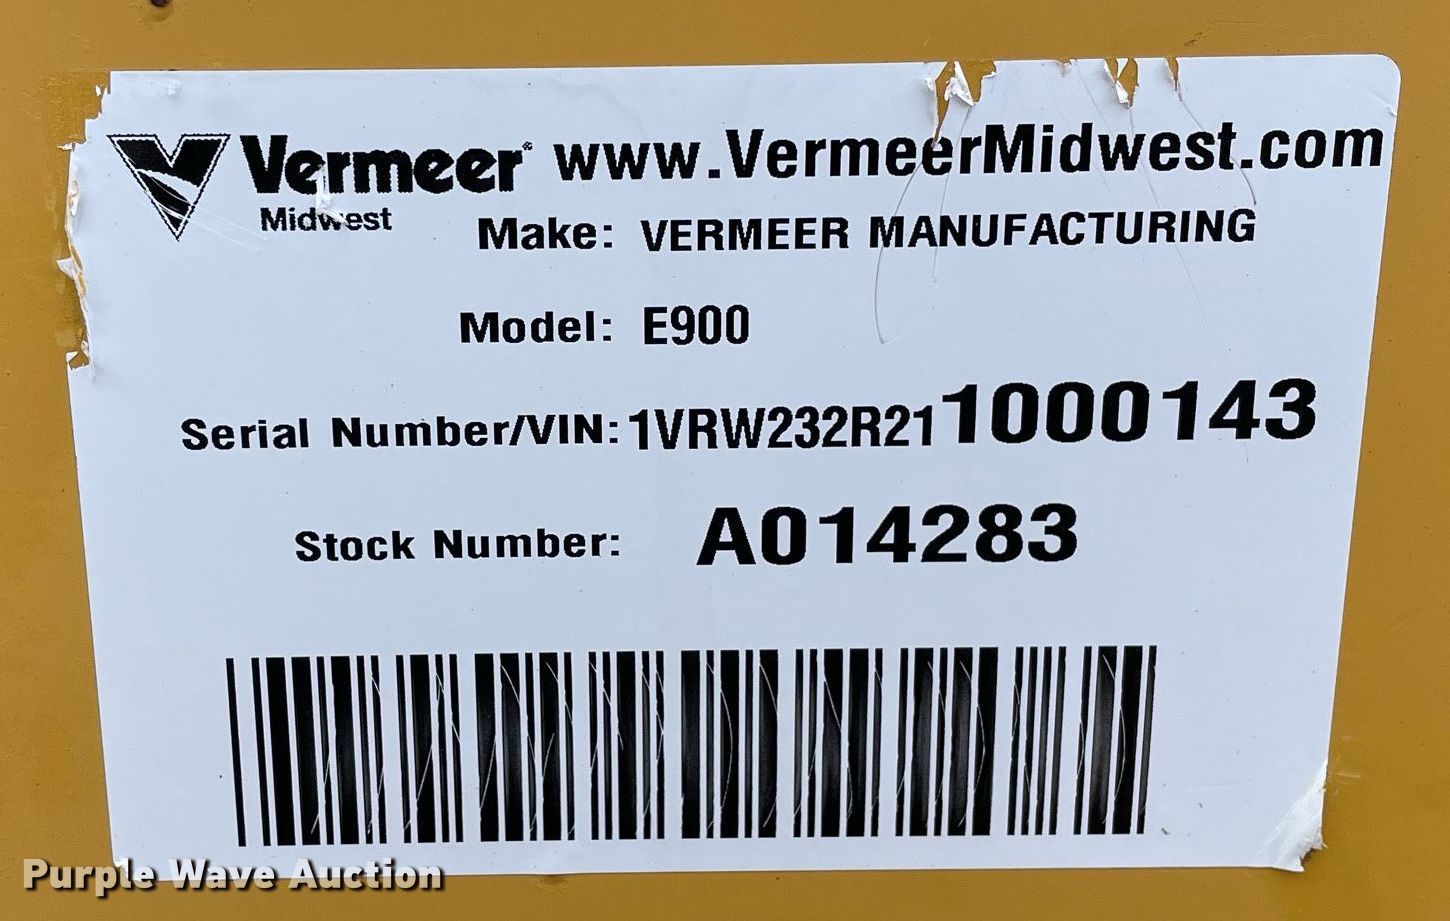 Vermeer www.VermeerMidwest.com
Midwest
Make: VERMEER MANUFACTURING
Model: E900
Serial Number/VIN: 1VRW232R211000143
Stock Number: A014283
Purple Wave Auction